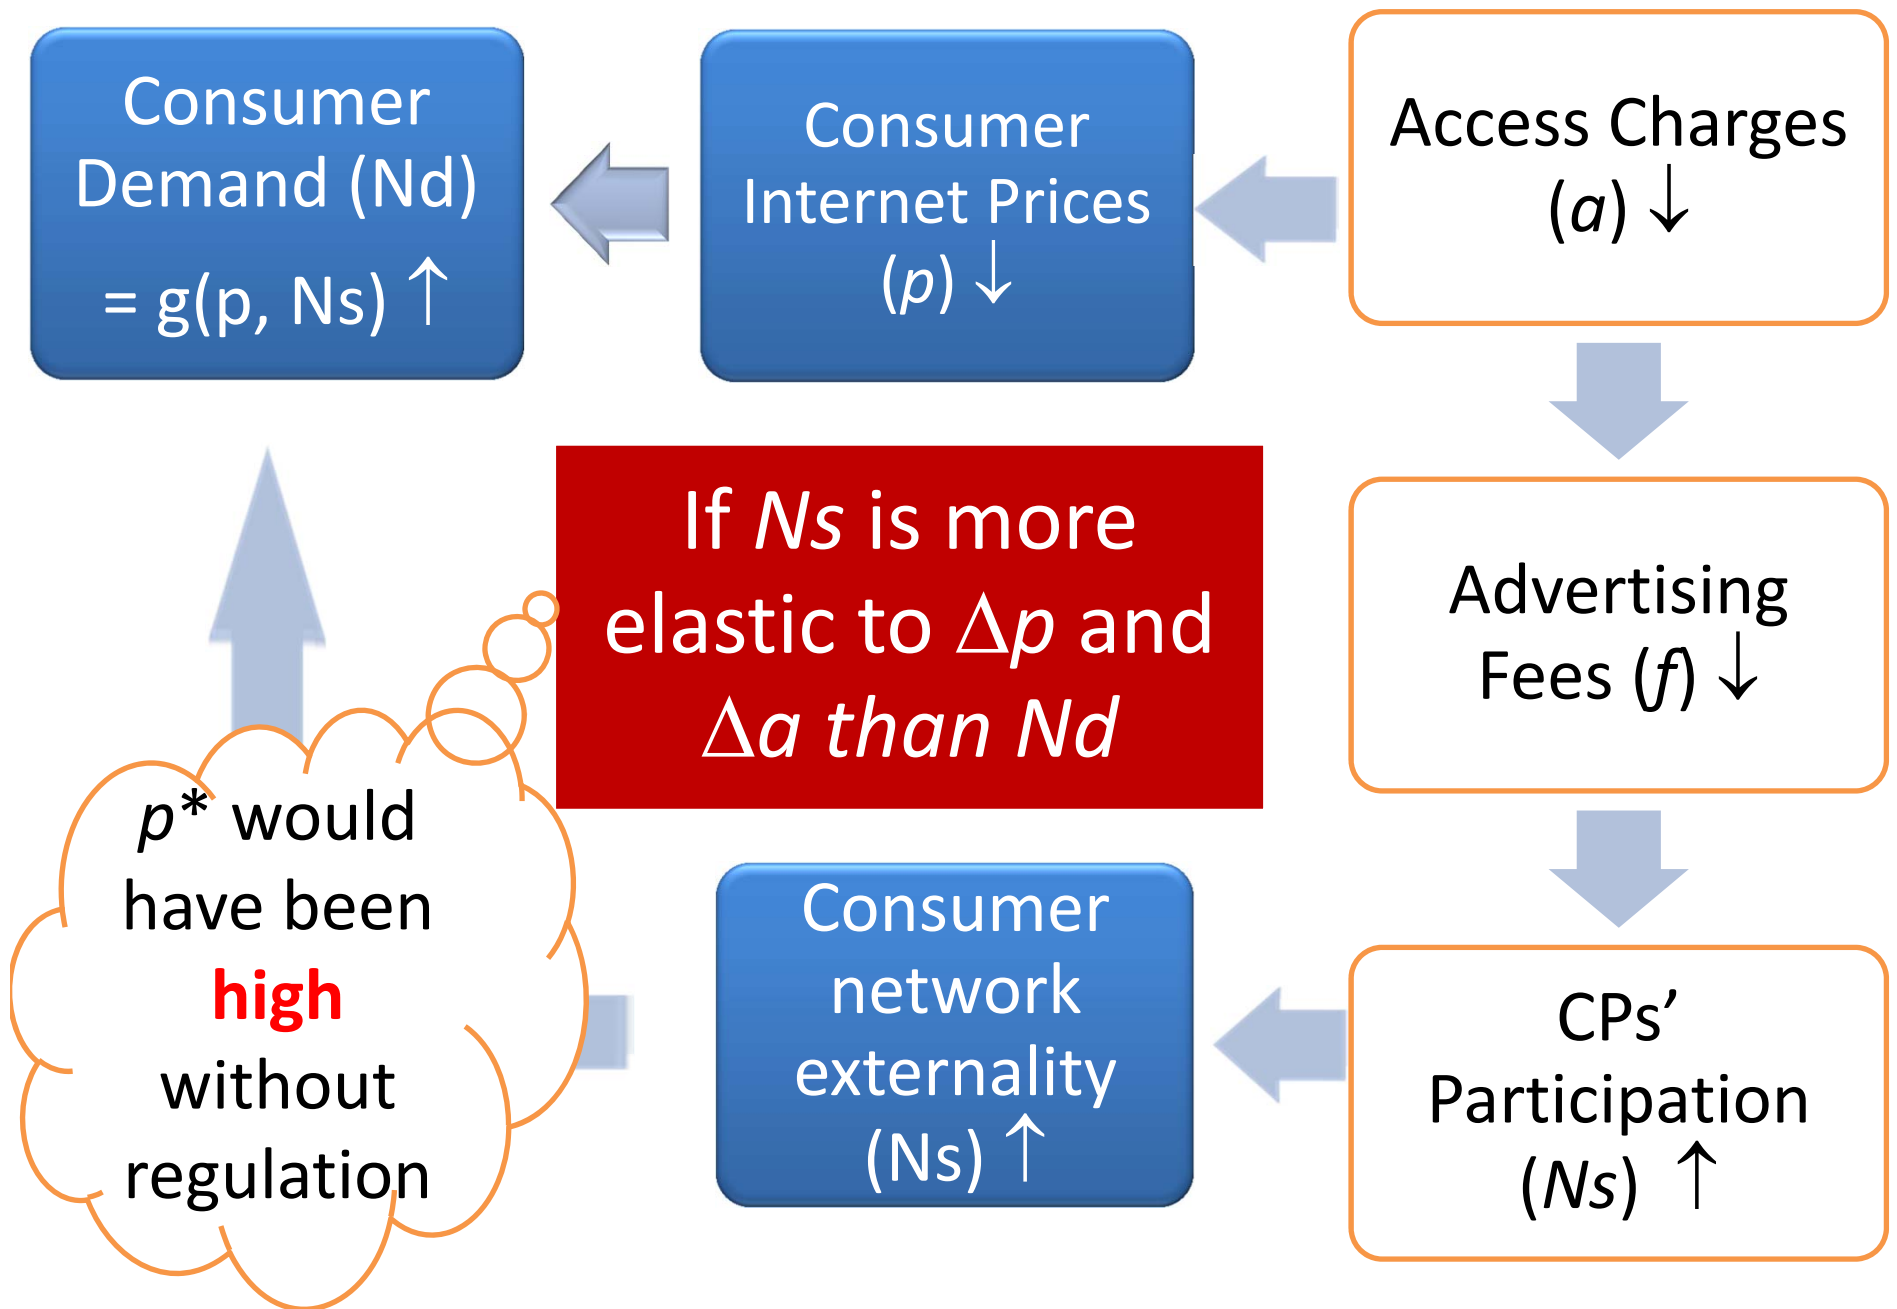 Consumer
Demand (Nd)
= g(p, Ns) ↑
Consumer
Internet Prices
(p) ↓
Access Charges
(a) ↓
If Ns is more
elastic to Δp and
Δa than Nd
Advertising
Fees (f) ↓
p* would
have been
high
without
regulation
Consumer
network
externality
(Ns) ↑
CPs’
Participation
(Ns) ↑